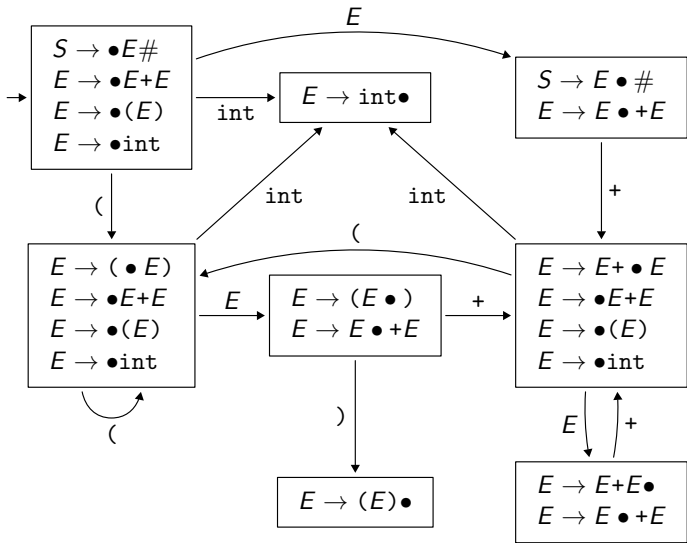 E
S → •E#
E → •E+E
E → •(E)
E → •int
int
E → int•
S → E • #
E → E • +E
(
int
int
+
(
E → ( • E)
E → •E+E
E → •(E)
E → •int
E
E → (E • )
E → E • +E
+
E → E+ • E
E → •E+E
E → •(E)
E → •int
(
)
E
+
E → (E) •
E → E+E•
E → E • +E